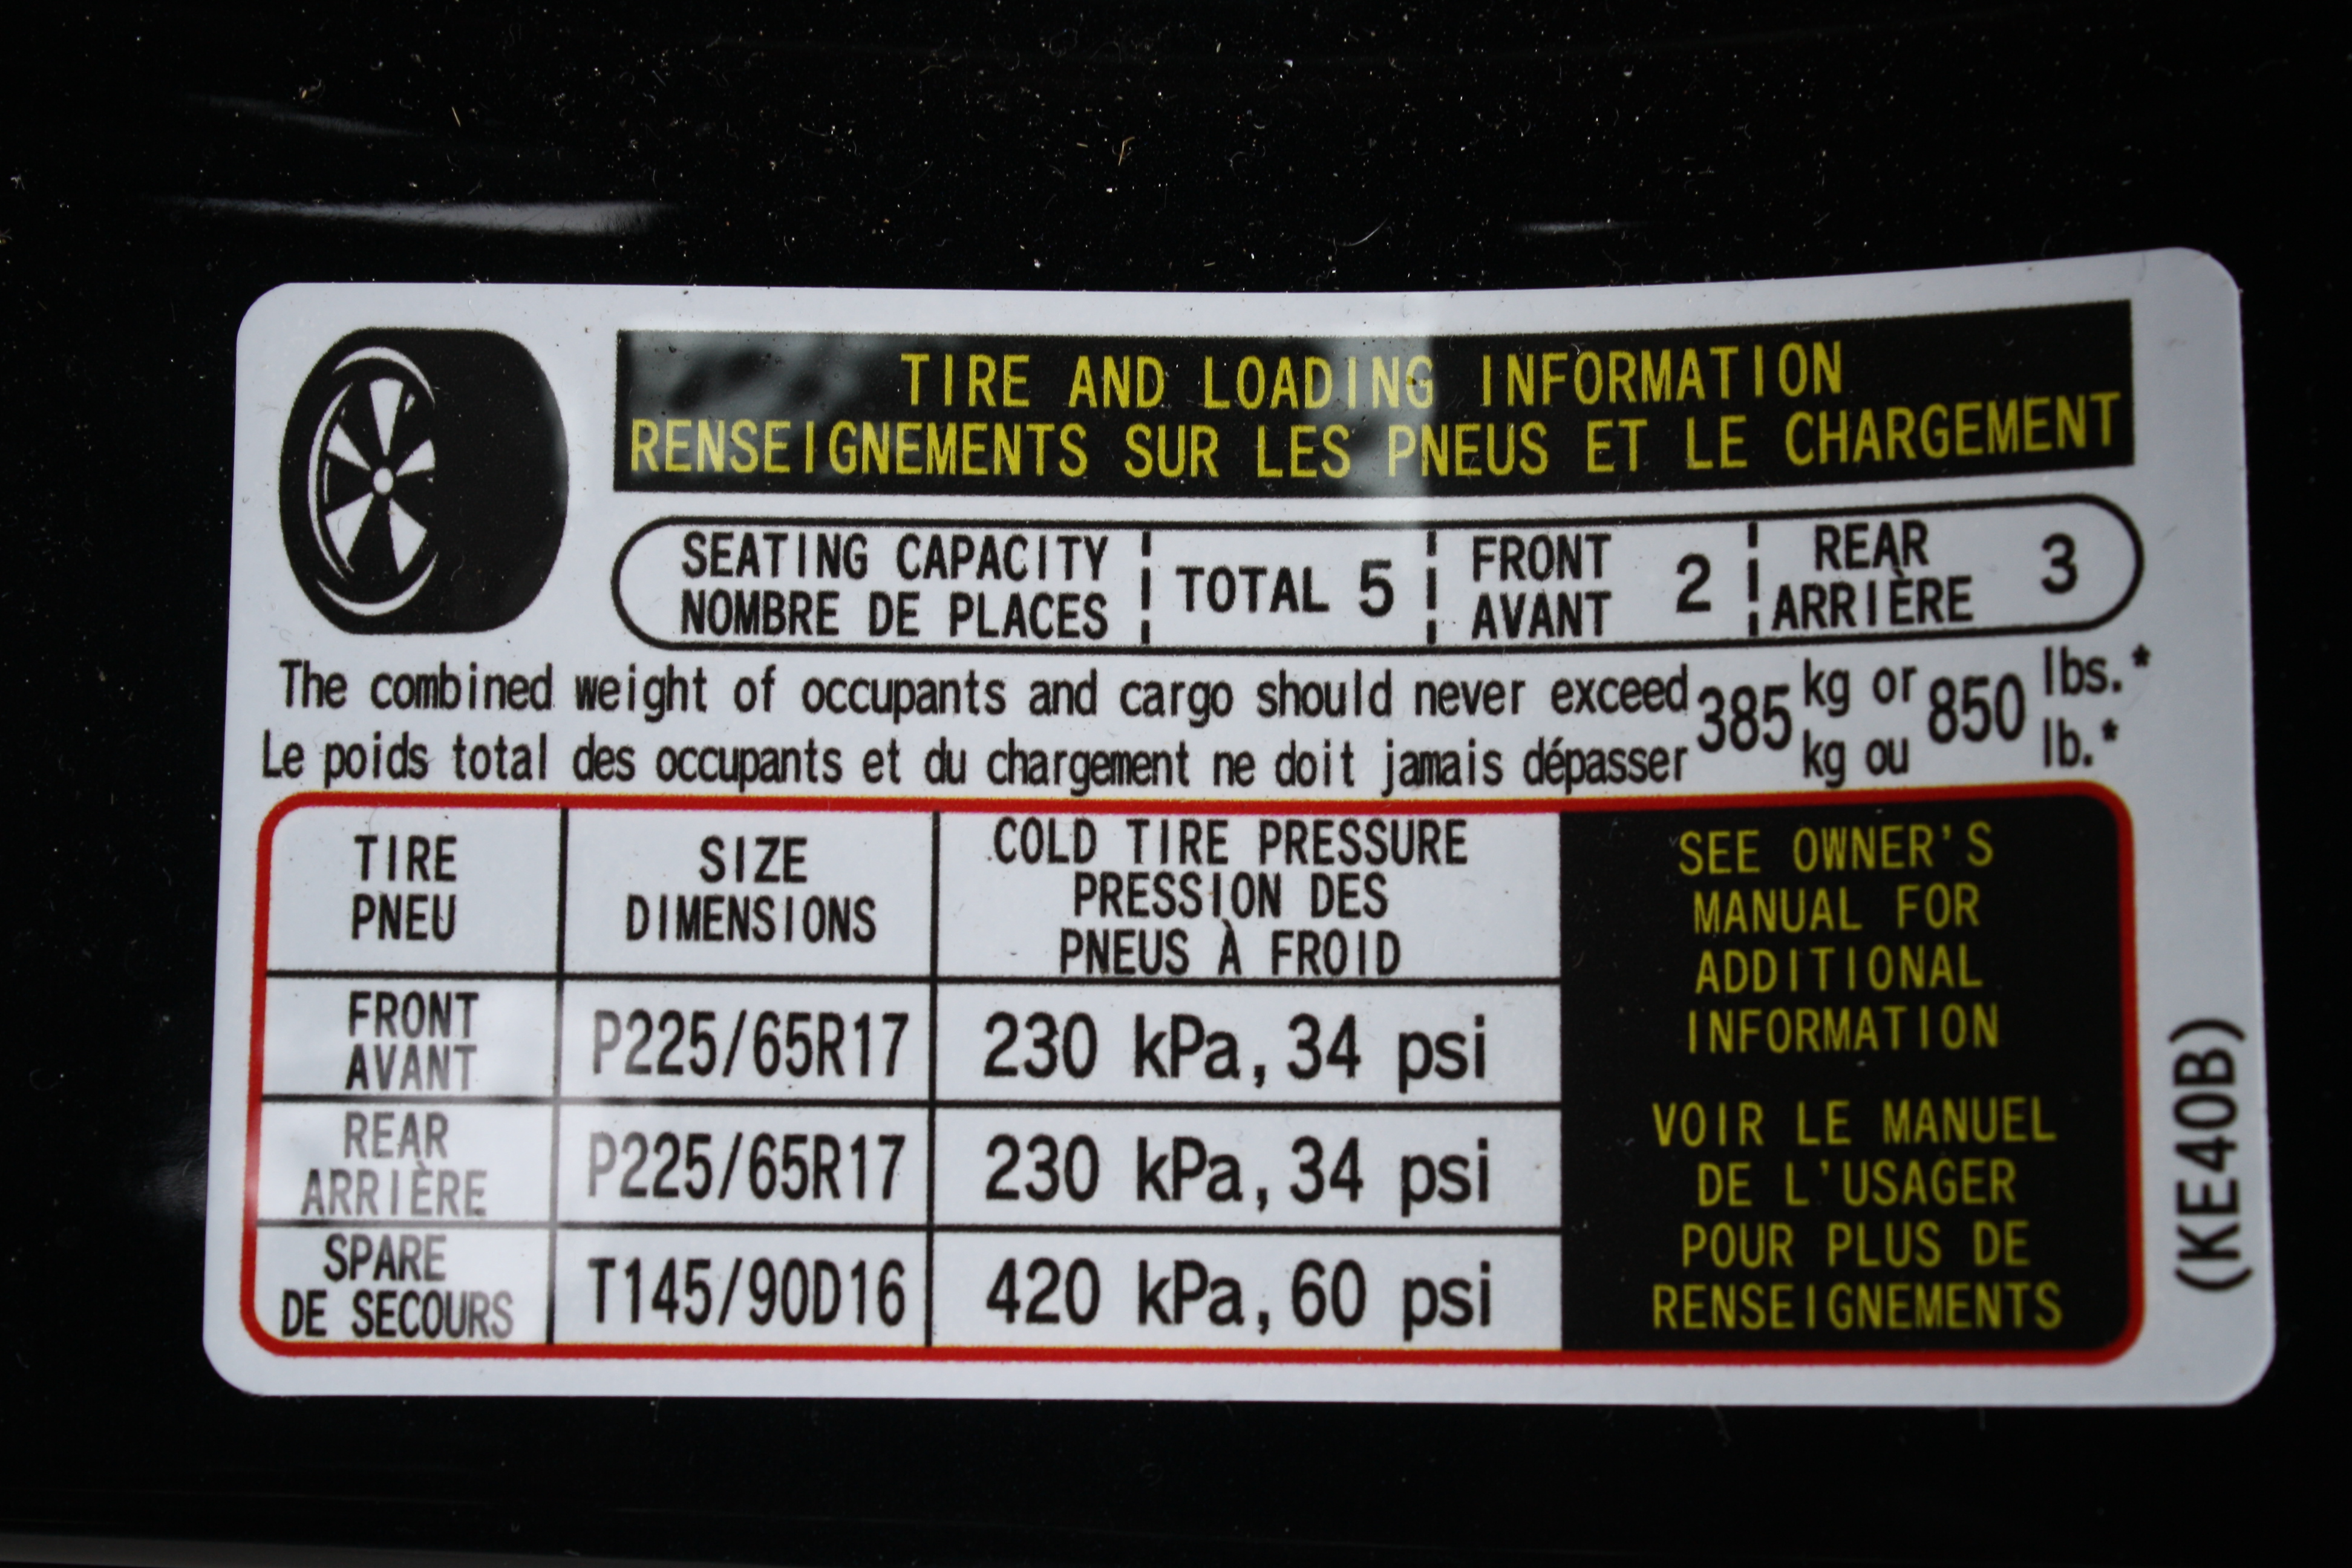 TIRE AND LOADING INFORMATION
RENSEIGNEMENTS SUR LES PNEUS ET LE CHARGEMENT
SEATING CAPACITY
NOMBRE DE PLACES
TOTAL 5
FRONT
AVANT
2
REAR
ARRIÈRE
3
The combined weight of occupants and cargo should never exceed 385 kg or 850 lbs.*
Le poids total des occupants et du chargement ne doit jamais dépasser kg ou lb.*
TIRE
PNEU
SIZE
DIMENSIONS
COLD TIRE PRESSURE
PRESSION DES
PNEUS À FROID
FRONT
AVANT
P225/65R17
230 kPa, 34 psi
REAR
ARRIÈRE
P225/65R17
230 kPa, 34 psi
SPARE
DE SECOURS
T145/90D16
420 kPa, 60 psi
SEE OWNER'S
MANUAL FOR
ADDITIONAL
INFORMATION
VOIR LE MANUEL
DE L'USAGER
POUR PLUS DE
RENSEIGNEMENTS
(KE40B)